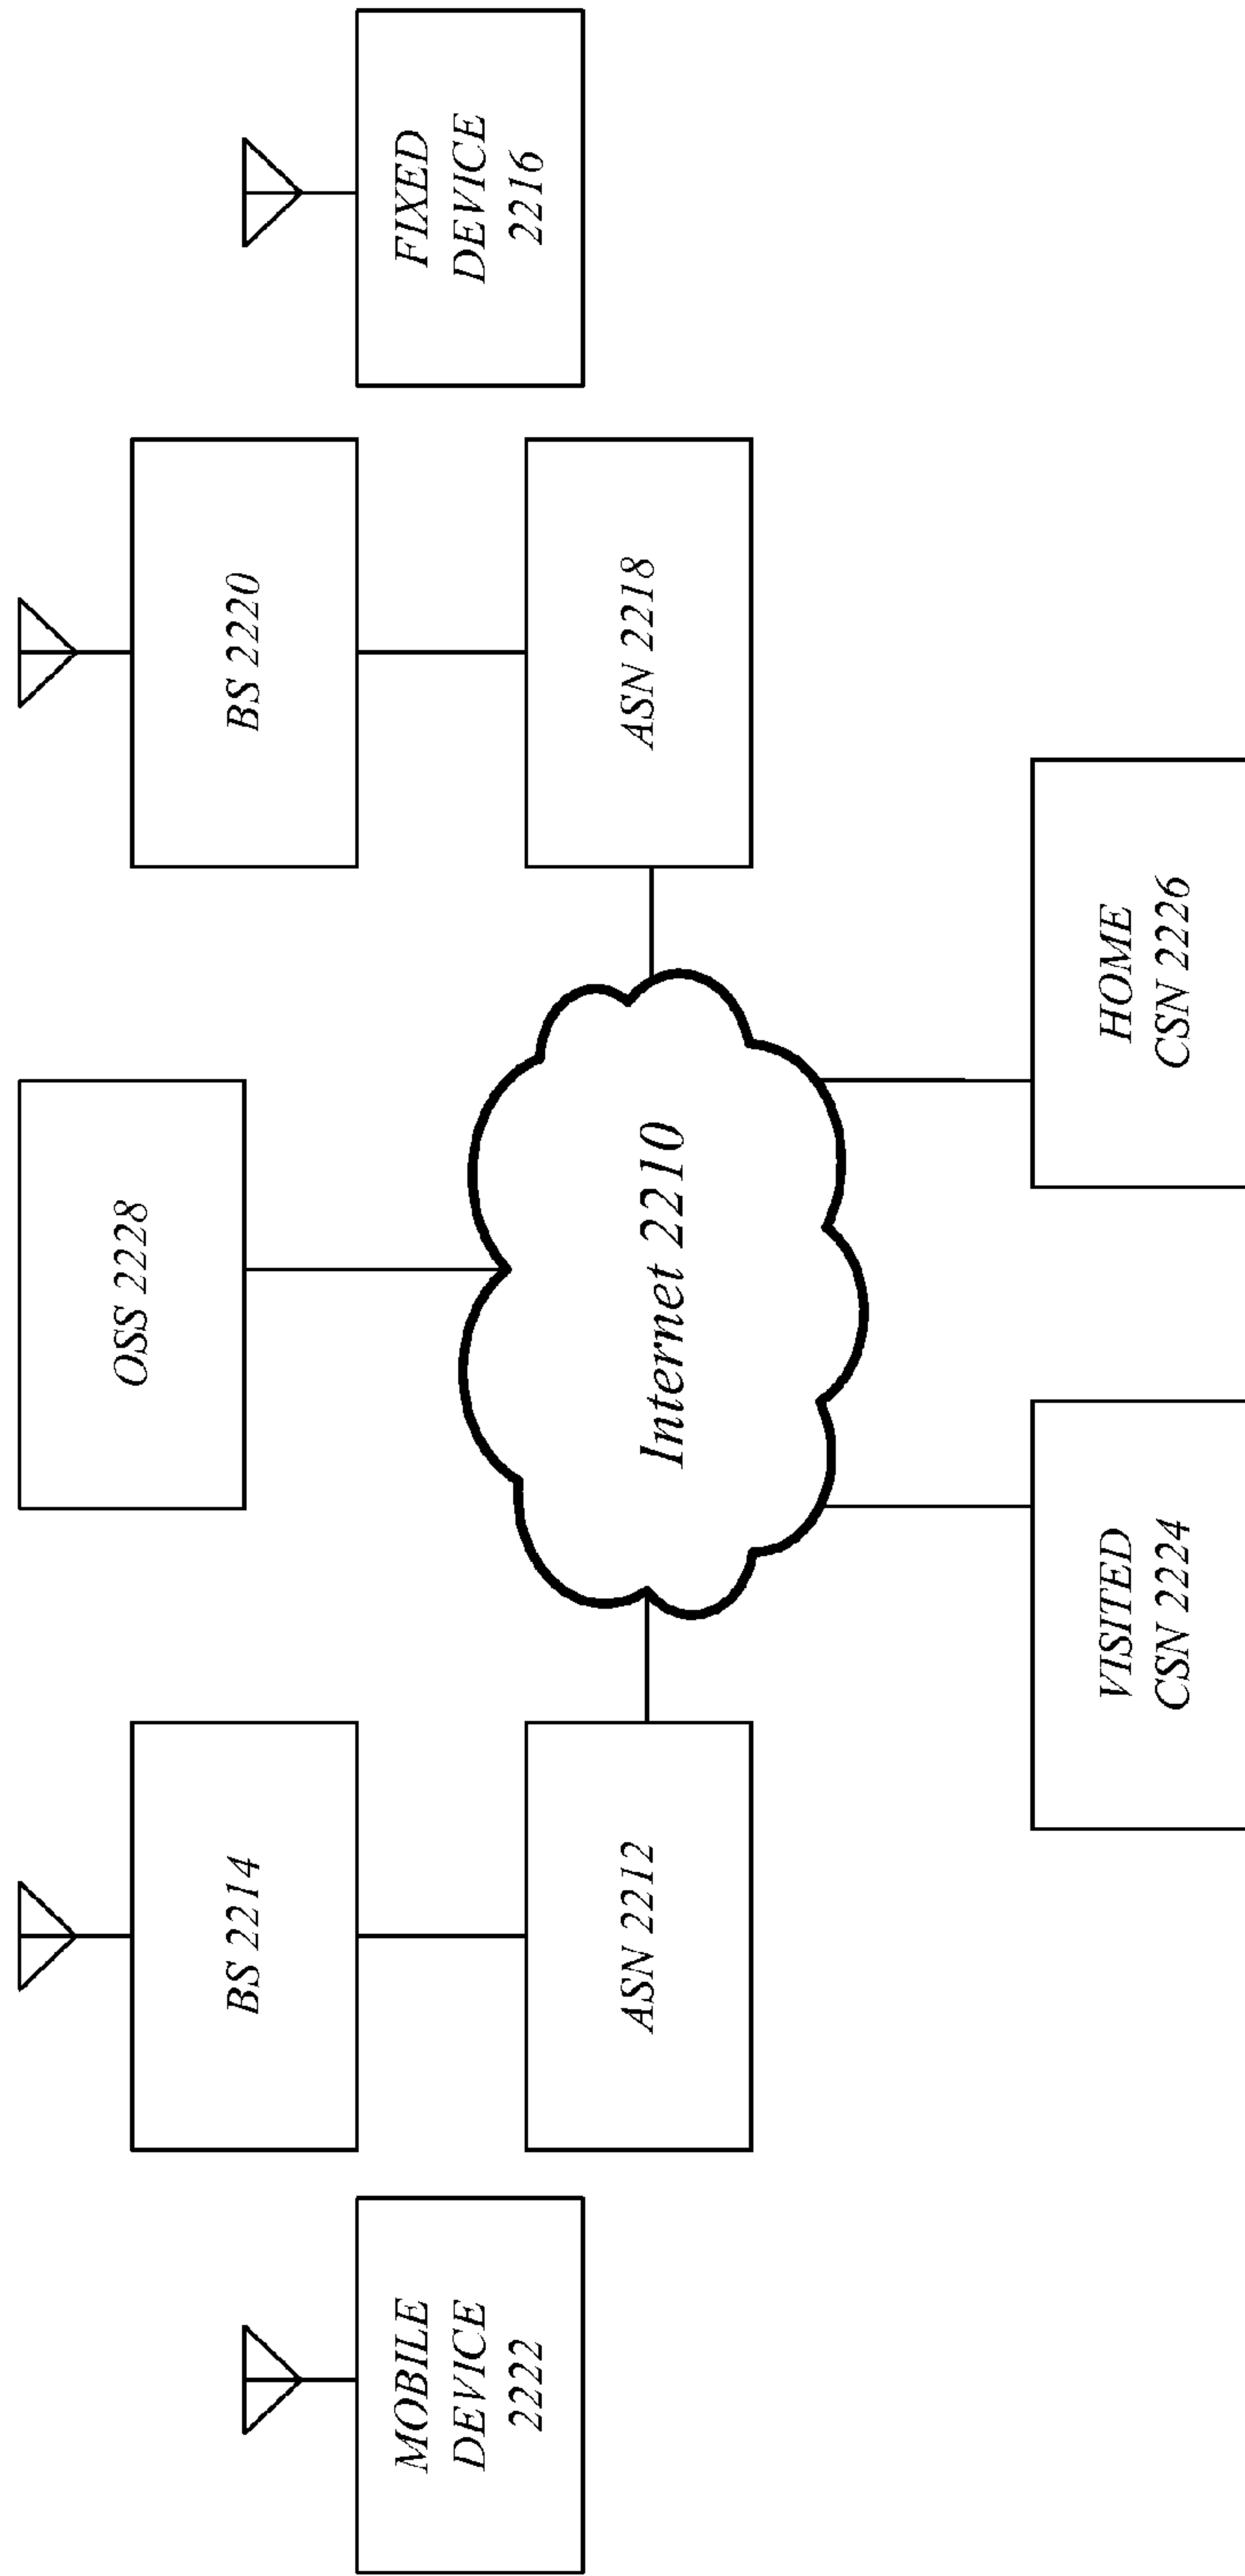 OSS 2228
BS 2214
BS 2220
MOBILE
DEVICE
2222
FIXED
DEVICE
2216
ASN 2212
Internet 2210
ASN 2218
VISITED
CSN 2224
HOME
CSN 2226